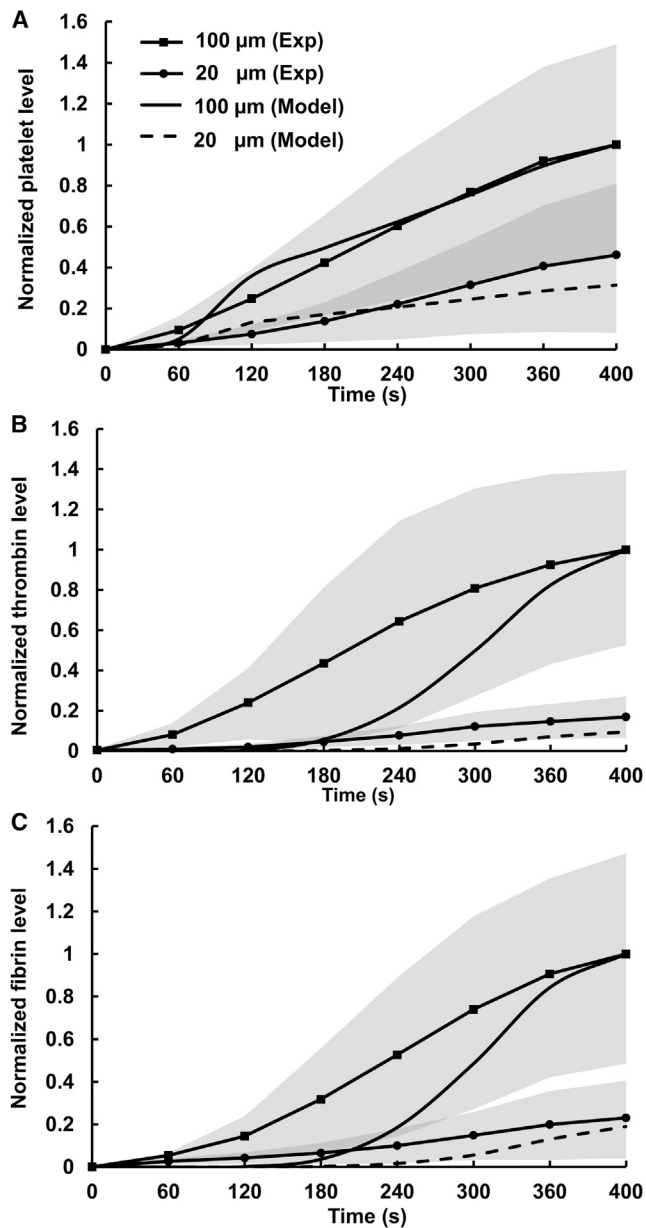 A
1.6
1.4
1.2
1
0.8
0.6
0.4
0.2
0
Normalized platelet level
100 µm (Exp)
20 µm (Exp)
100 µm (Model)
20 µm (Model)
0 60 120 180 240 300 360 400
Time (s)
B
1.6
1.4
1.2
1
0.8
0.6
0.4
0.2
0
Normalized thrombin level
0 60 120 180 240 300 360 400
Time (s)
C
1.6
1.4
1.2
1
0.8
0.6
0.4
0.2
0
Normalized fibrin level
0 60 120 180 240 300 360 400
Time (s)